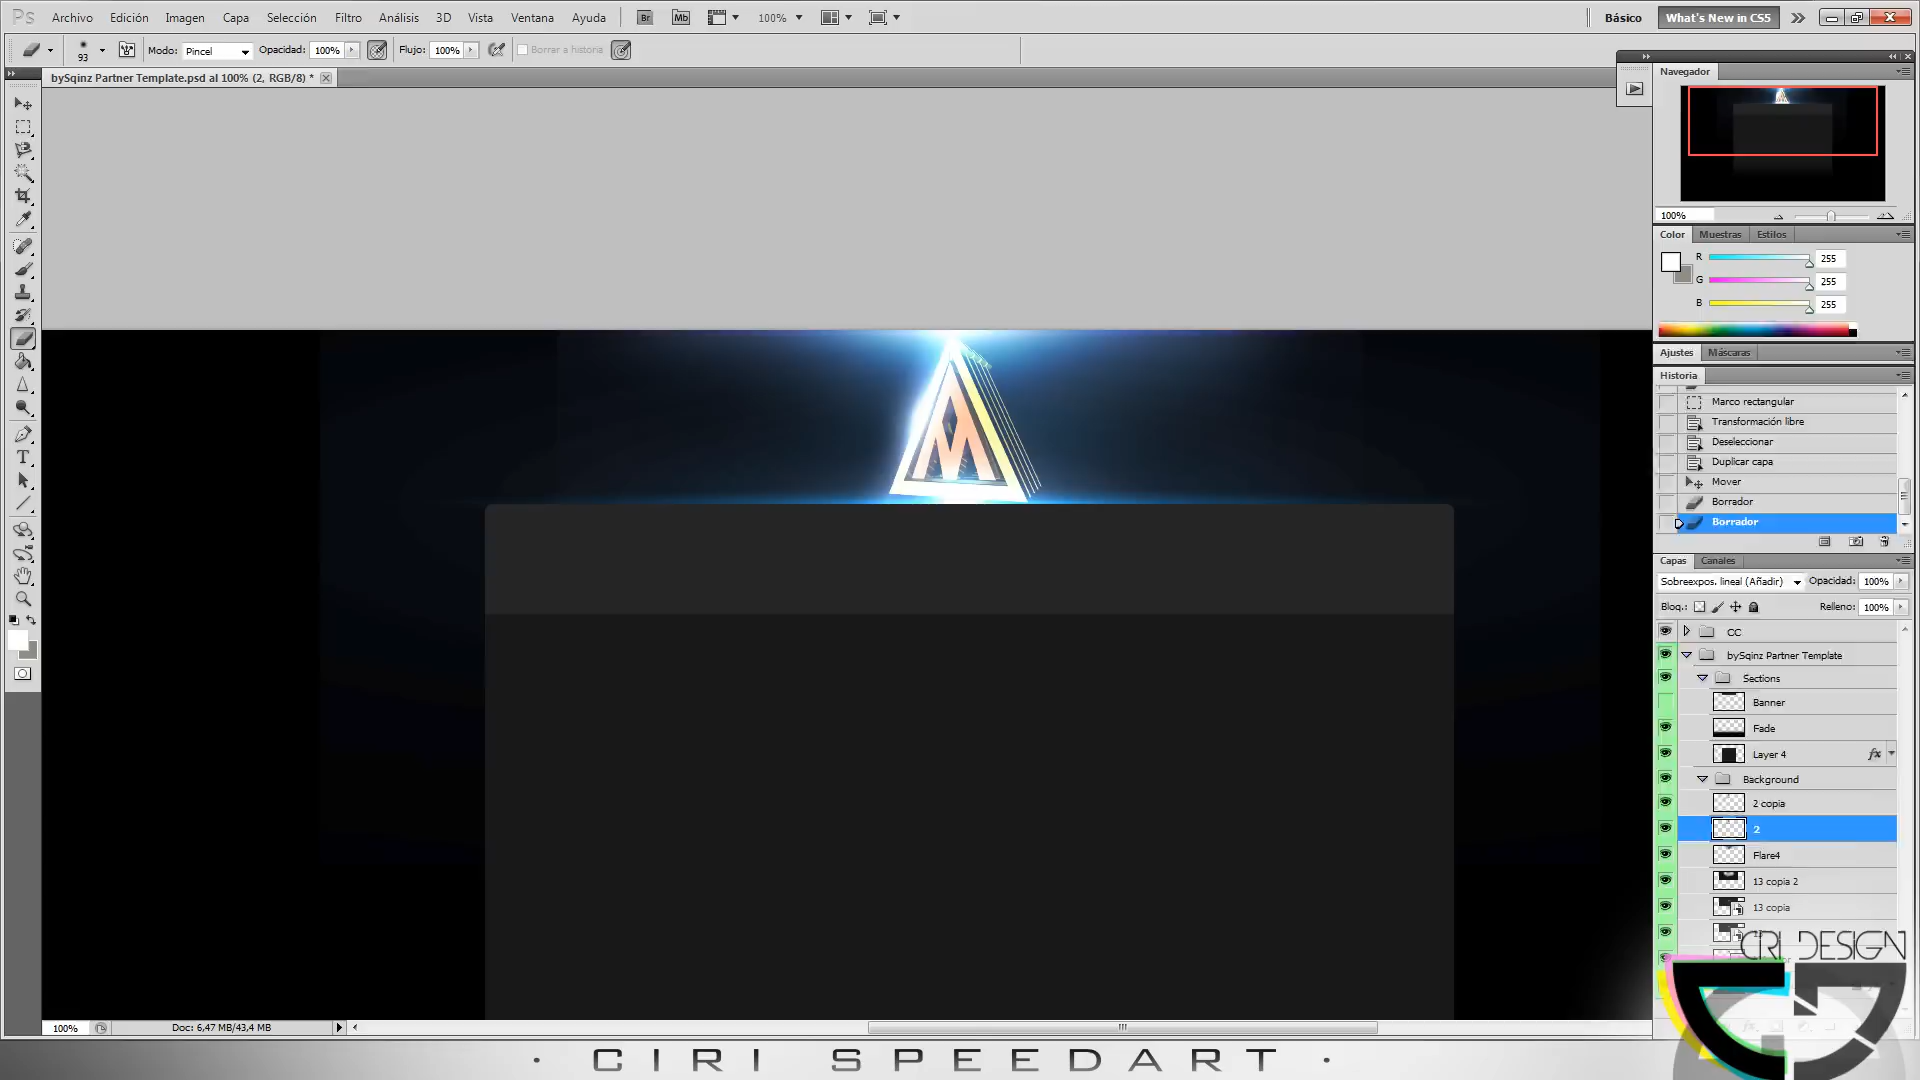 Ps Archivo Edición Imagen Capa Selección Filtro Análisis 3D Vista Ventana Ayuda Br Mb 100% Básico What's New in CS5
93 Modo: Pincel Opacidad: 100% Flujo: 100% Borrar a historia
bySqinz Partner Template.psd al 100% (2, RGB/8) *
Navegador
100%
Color Muestras Estilos
R 255
G 255
B 255
Ajustes Máscaras
Historia
Marco rectangular
Transformación libre
Deseleccionar
Duplicar capa
Mover
Borrador
Borrador
Capas Canales
Sobreexpos. lineal (Añadir) Opacidad: 100%
Bloq.: Relleno: 100%
CC
bySqinz Partner Template
Sections
Banner
Fade
Layer 4 fx
Background
2 copia
2
Flare4
13 copia 2
13 copia
CIRI DESIGN
100% Doc: 6,47 MB/43,4 MB
· CIRI SPEEDART ·